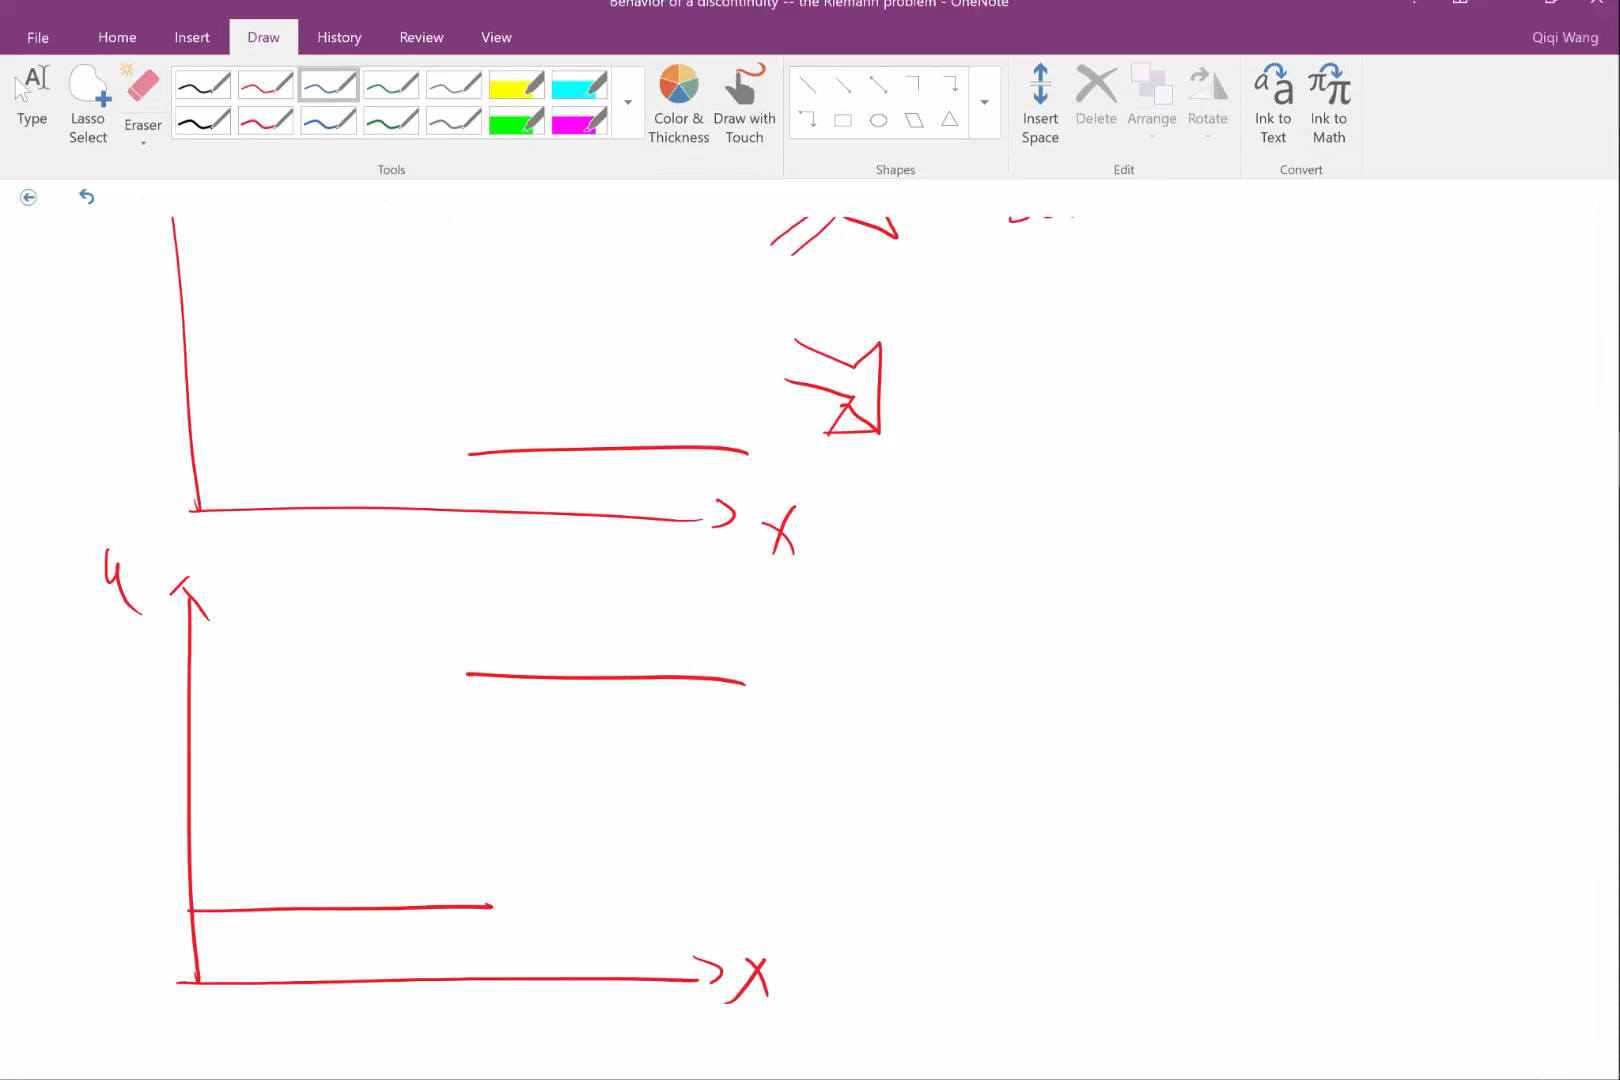 Behavior of a discontinuity -- the Riemann problem - OneNote
File Home Insert Draw History Review View Qiqi Wang
Type
Lasso Select
Eraser
Color & Thickness
Draw with Touch
Insert Space
Delete
Arrange
Rotate
Ink to Text
Ink to Math
Tools
Shapes
Edit
Convert
x
u
x